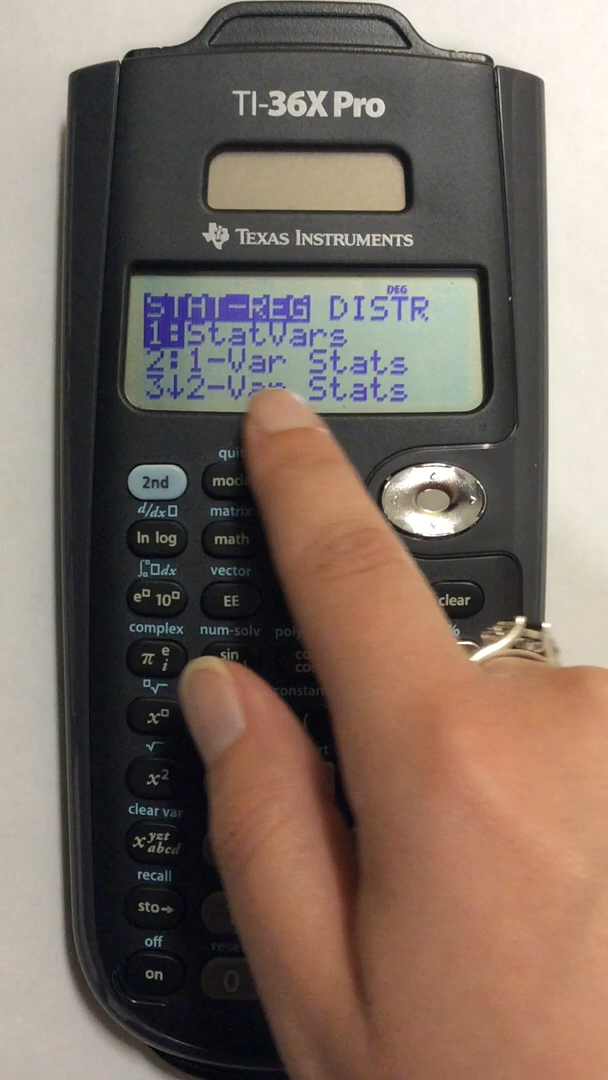 TI-36X Pro
TEXAS INSTRUMENTS
DEG
STAT-REG DISTR
1:StatVars
2:1-Var Stats
3↓2-Var Stats
2nd
mode
d/dx□ matrix
ln log math
∫□dx vector
e□ 10□ EE clear
complex num-solv
π e i sin
□√
x□ (
√
x²
clear var
x yzt abcd
recall
sto→
off
on 0